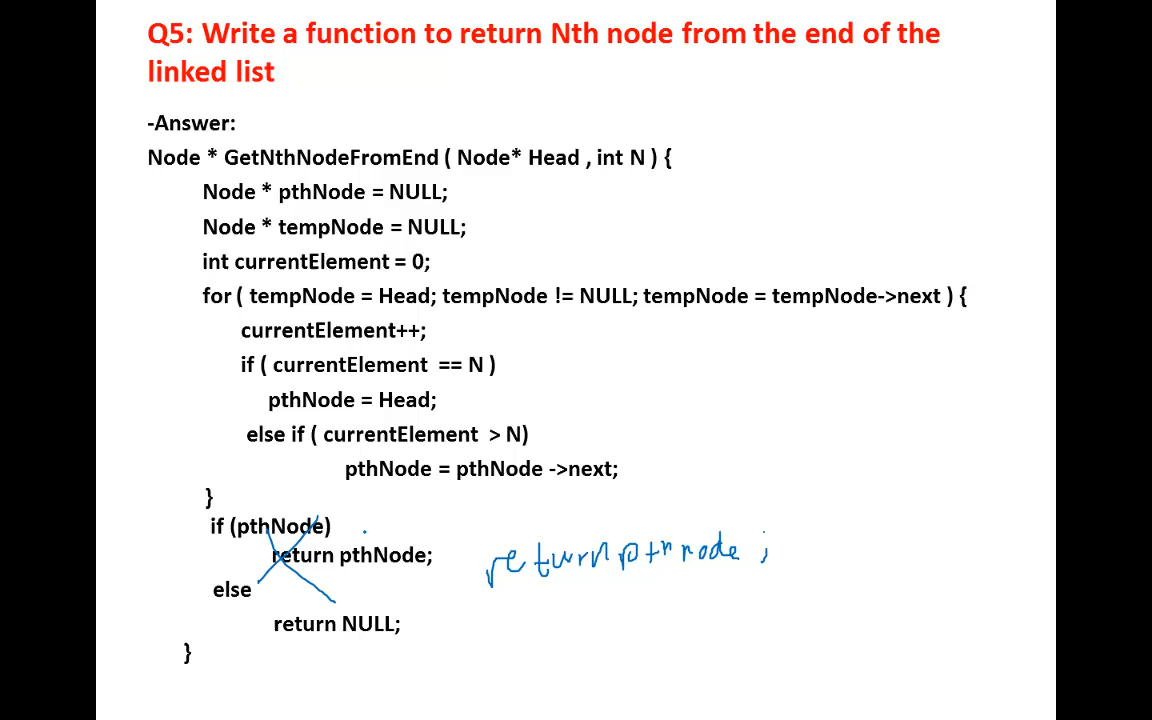 Q5: Write a function to return Nth node from the end of the
linked list
-Answer:
Node * GetNthNodeFromEnd ( Node* Head , int N ) {
Node * pthNode = NULL;
Node * tempNode = NULL;
int currentElement = 0;
for ( tempNode = Head; tempNode != NULL; tempNode = tempNode->next ) {
currentElement++;
if ( currentElement == N )
pthNode = Head;
else if ( currentElement > N)
pthNode = pthNode ->next;
}
if (pthNode)
return pthNode; return pthnode ;
else
return NULL;
}